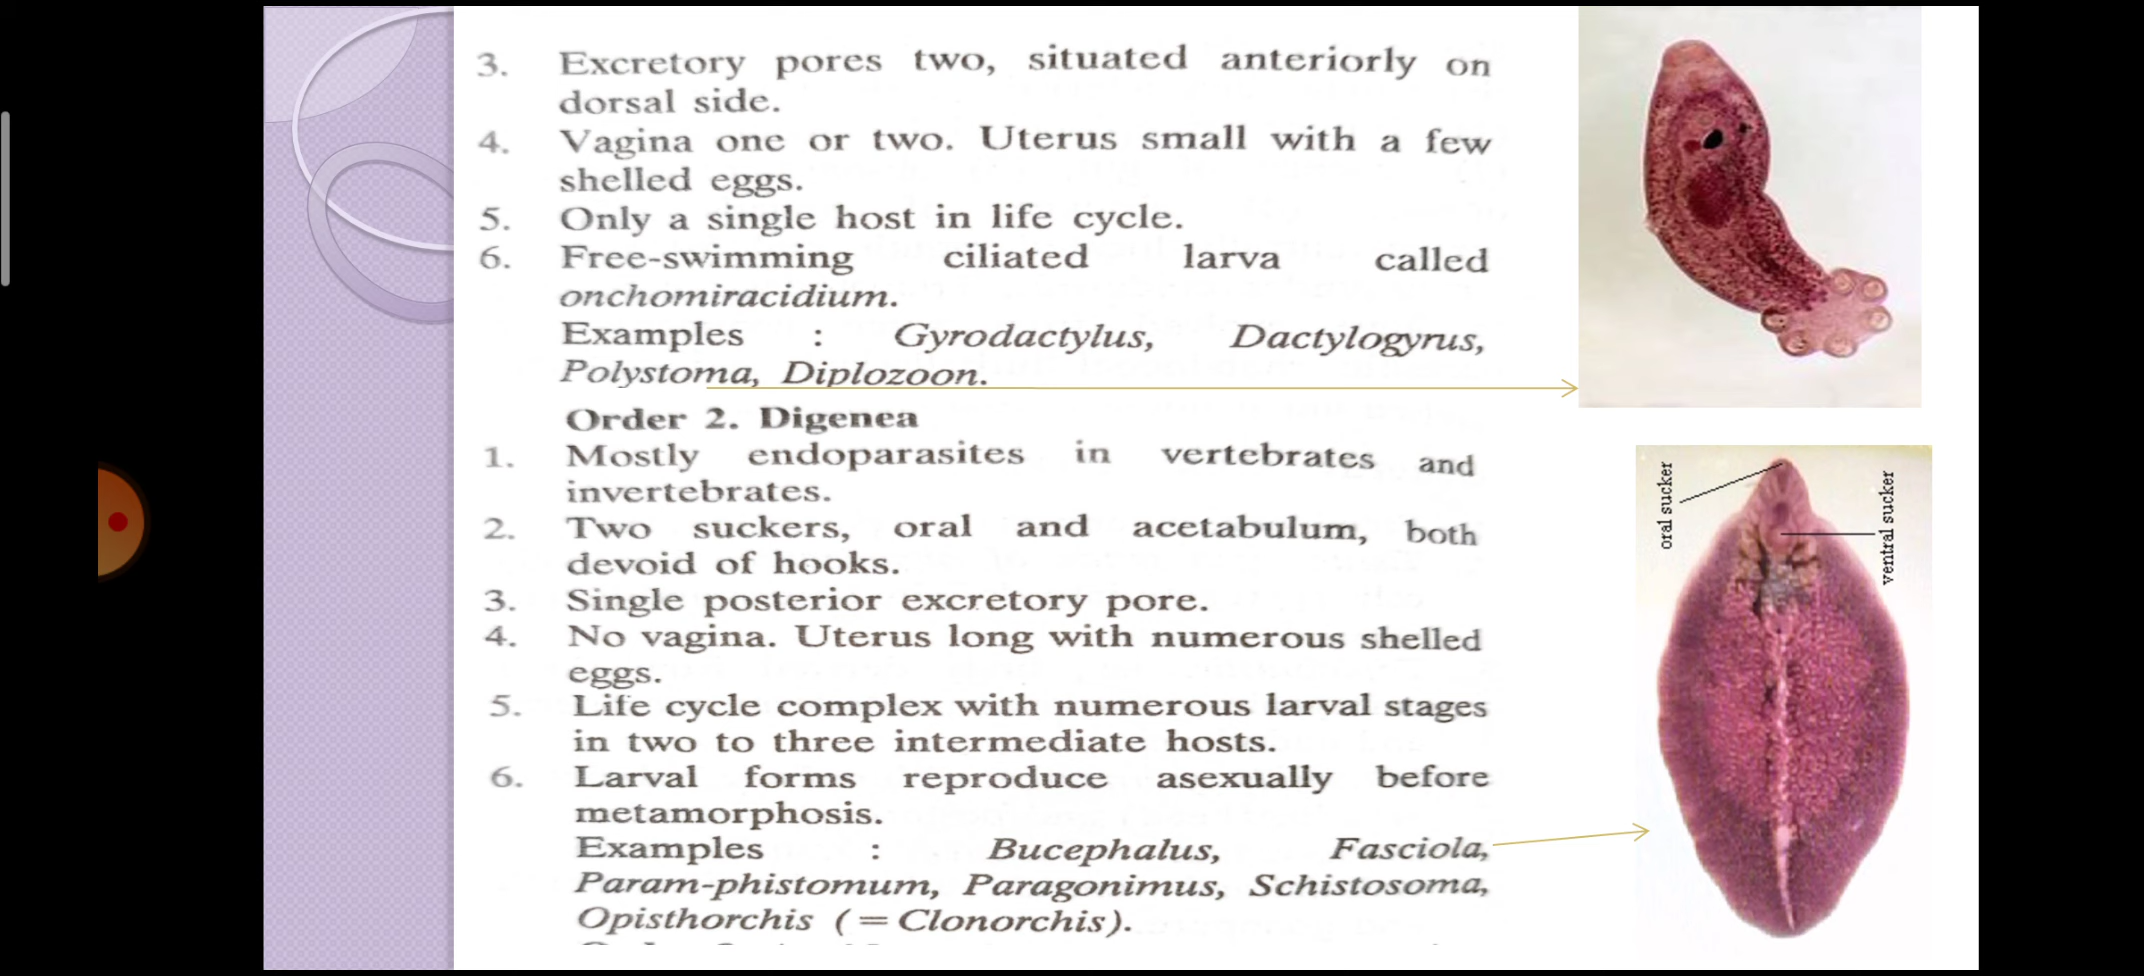 3. Excretory pores two, situated anteriorly on
dorsal side.
4. Vagina one or two. Uterus small with a few
shelled eggs.
5. Only a single host in life cycle.
6. Free-swimming ciliated larva called
onchomiracidium.
Examples : Gyrodactylus, Dactylogyrus,
Polystoma, Diplozoon.
Order 2. Digenea
1. Mostly endoparasites in vertebrates and
invertebrates.
2. Two suckers, oral and acetabulum, both
devoid of hooks.
3. Single posterior excretory pore.
4. No vagina. Uterus long with numerous shelled
eggs.
5. Life cycle complex with numerous larval stages
in two to three intermediate hosts.
6. Larval forms reproduce asexually before
metamorphosis.
Examples : Bucephalus, Fasciola,
Param-phistomum, Paragonimus, Schistosoma,
Opisthorchis (= Clonorchis).
oral sucker
ventral sucker